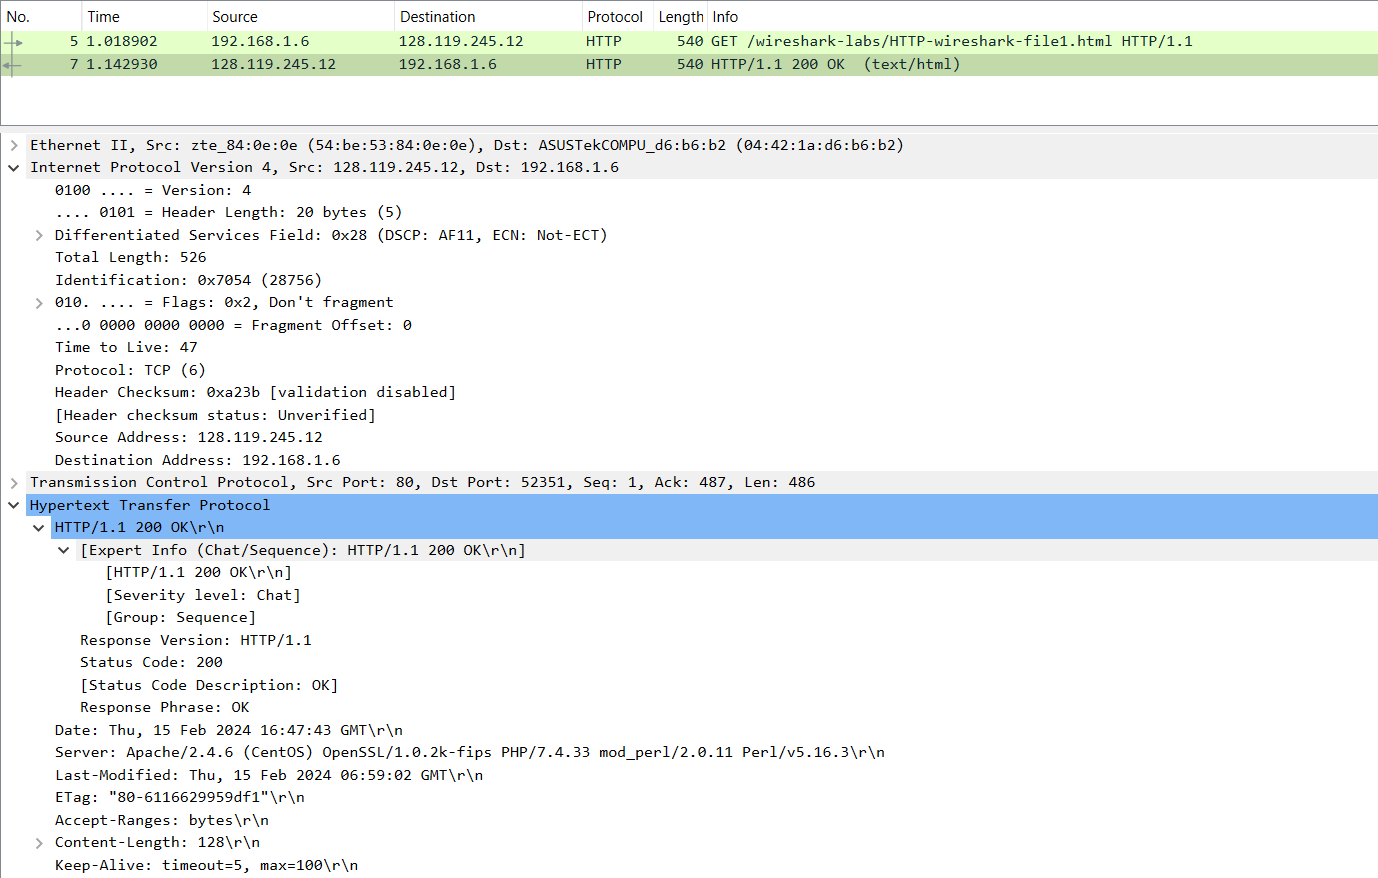 No. Time Source Destination Protocol Length Info
5 1.018902 192.168.1.6 128.119.245.12 HTTP 540 GET /wireshark-labs/HTTP-wireshark-file1.html HTTP/1.1
7 1.142930 128.119.245.12 192.168.1.6 HTTP 540 HTTP/1.1 200 OK  (text/html)
Ethernet II, Src: zte_84:0e:0e (54:be:53:84:0e:0e), Dst: ASUSTekCOMPU_d6:b6:b2 (04:42:1a:d6:b6:b2)
Internet Protocol Version 4, Src: 128.119.245.12, Dst: 192.168.1.6
0100 .... = Version: 4
.... 0101 = Header Length: 20 bytes (5)
Differentiated Services Field: 0x28 (DSCP: AF11, ECN: Not-ECT)
Total Length: 526
Identification: 0x7054 (28756)
010. .... = Flags: 0x2, Don't fragment
...0 0000 0000 0000 = Fragment Offset: 0
Time to Live: 47
Protocol: TCP (6)
Header Checksum: 0xa23b [validation disabled]
[Header checksum status: Unverified]
Source Address: 128.119.245.12
Destination Address: 192.168.1.6
Transmission Control Protocol, Src Port: 80, Dst Port: 52351, Seq: 1, Ack: 487, Len: 486
Hypertext Transfer Protocol
HTTP/1.1 200 OK\r\n
[Expert Info (Chat/Sequence): HTTP/1.1 200 OK\r\n]
[HTTP/1.1 200 OK\r\n]
[Severity level: Chat]
[Group: Sequence]
Response Version: HTTP/1.1
Status Code: 200
[Status Code Description: OK]
Response Phrase: OK
Date: Thu, 15 Feb 2024 16:47:43 GMT\r\n
Server: Apache/2.4.6 (CentOS) OpenSSL/1.0.2k-fips PHP/7.4.33 mod_perl/2.0.11 Perl/v5.16.3\r\n
Last-Modified: Thu, 15 Feb 2024 06:59:02 GMT\r\n
ETag: "80-6116629959df1"\r\n
Accept-Ranges: bytes\r\n
Content-Length: 128\r\n
Keep-Alive: timeout=5, max=100\r\n